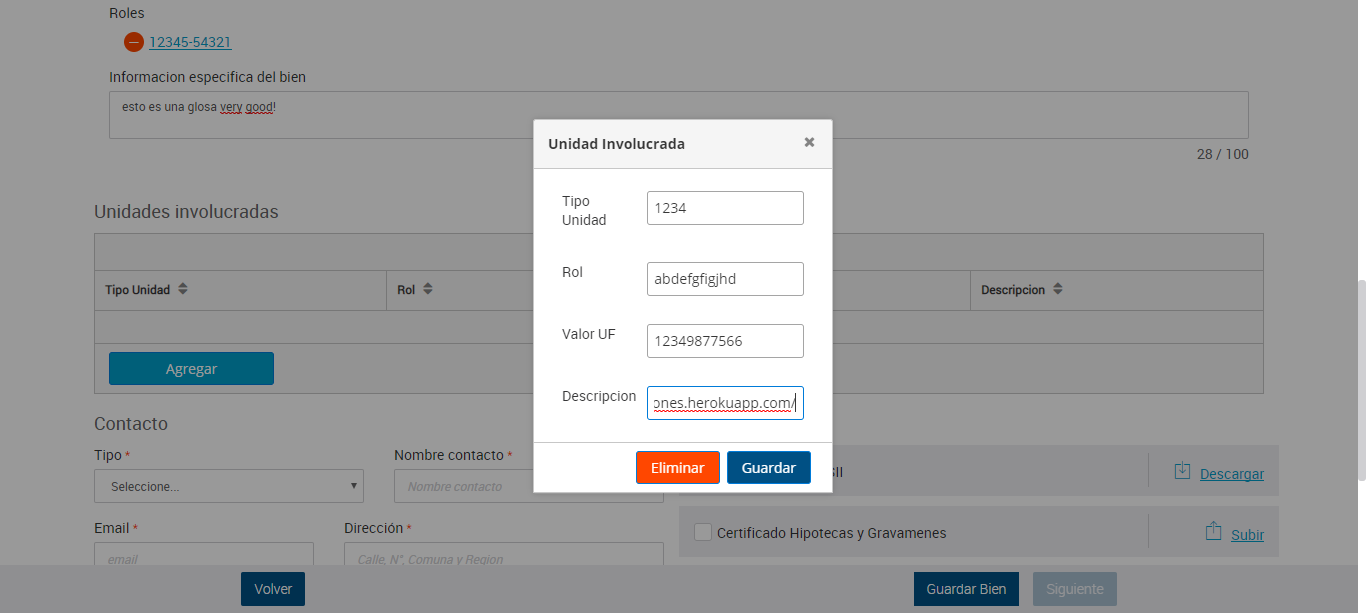 Roles
12345-54321
Informacion especifica del bien
esto es una glosa very good!
28 / 100
Unidades involucradas
Tipo Unidad
Rol
Descripcion
Agregar
Contacto
Tipo *
Nombre contacto *
Seleccione...
Nombre contacto
Email *
Dirección *
email
Calle, N°, Comuna y Region
SII
Descargar
Certificado Hipotecas y Gravamenes
Subir
Volver
Guardar Bien
Siguiente
Unidad Involucrada
Tipo
Unidad
1234
Rol
abdefgfigjhd
Valor UF
12349877566
Descripcion
ones.herokuapp.com/
Eliminar
Guardar